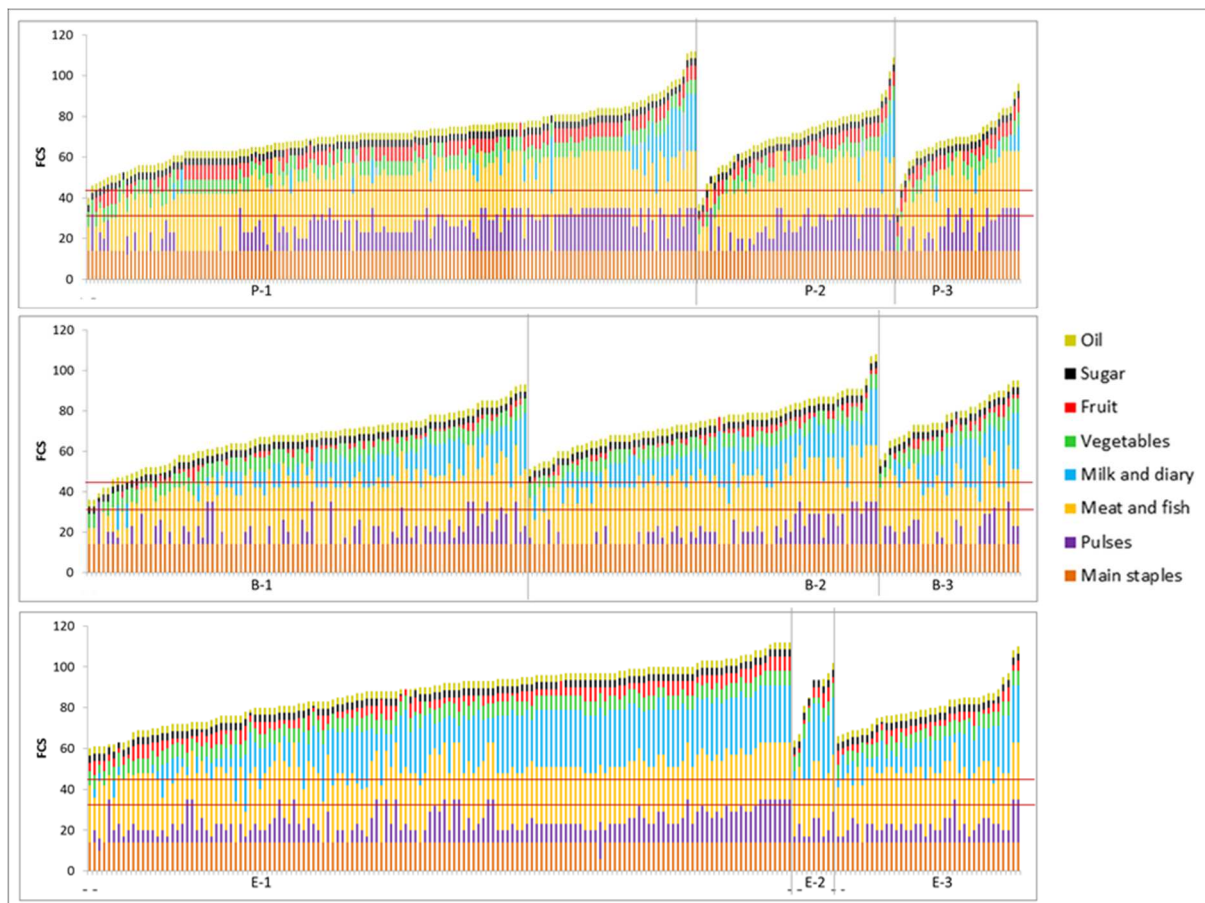 120
100
80
60
40
20
0
FCS
P-1
P-2
P-3
120
100
80
60
40
20
0
FCS
B-1
B-2
B-3
120
100
80
60
40
20
0
FCS
E-1
E-2
E-3
Oil
Sugar
Fruit
Vegetables
Milk and diary
Meat and fish
Pulses
Main staples